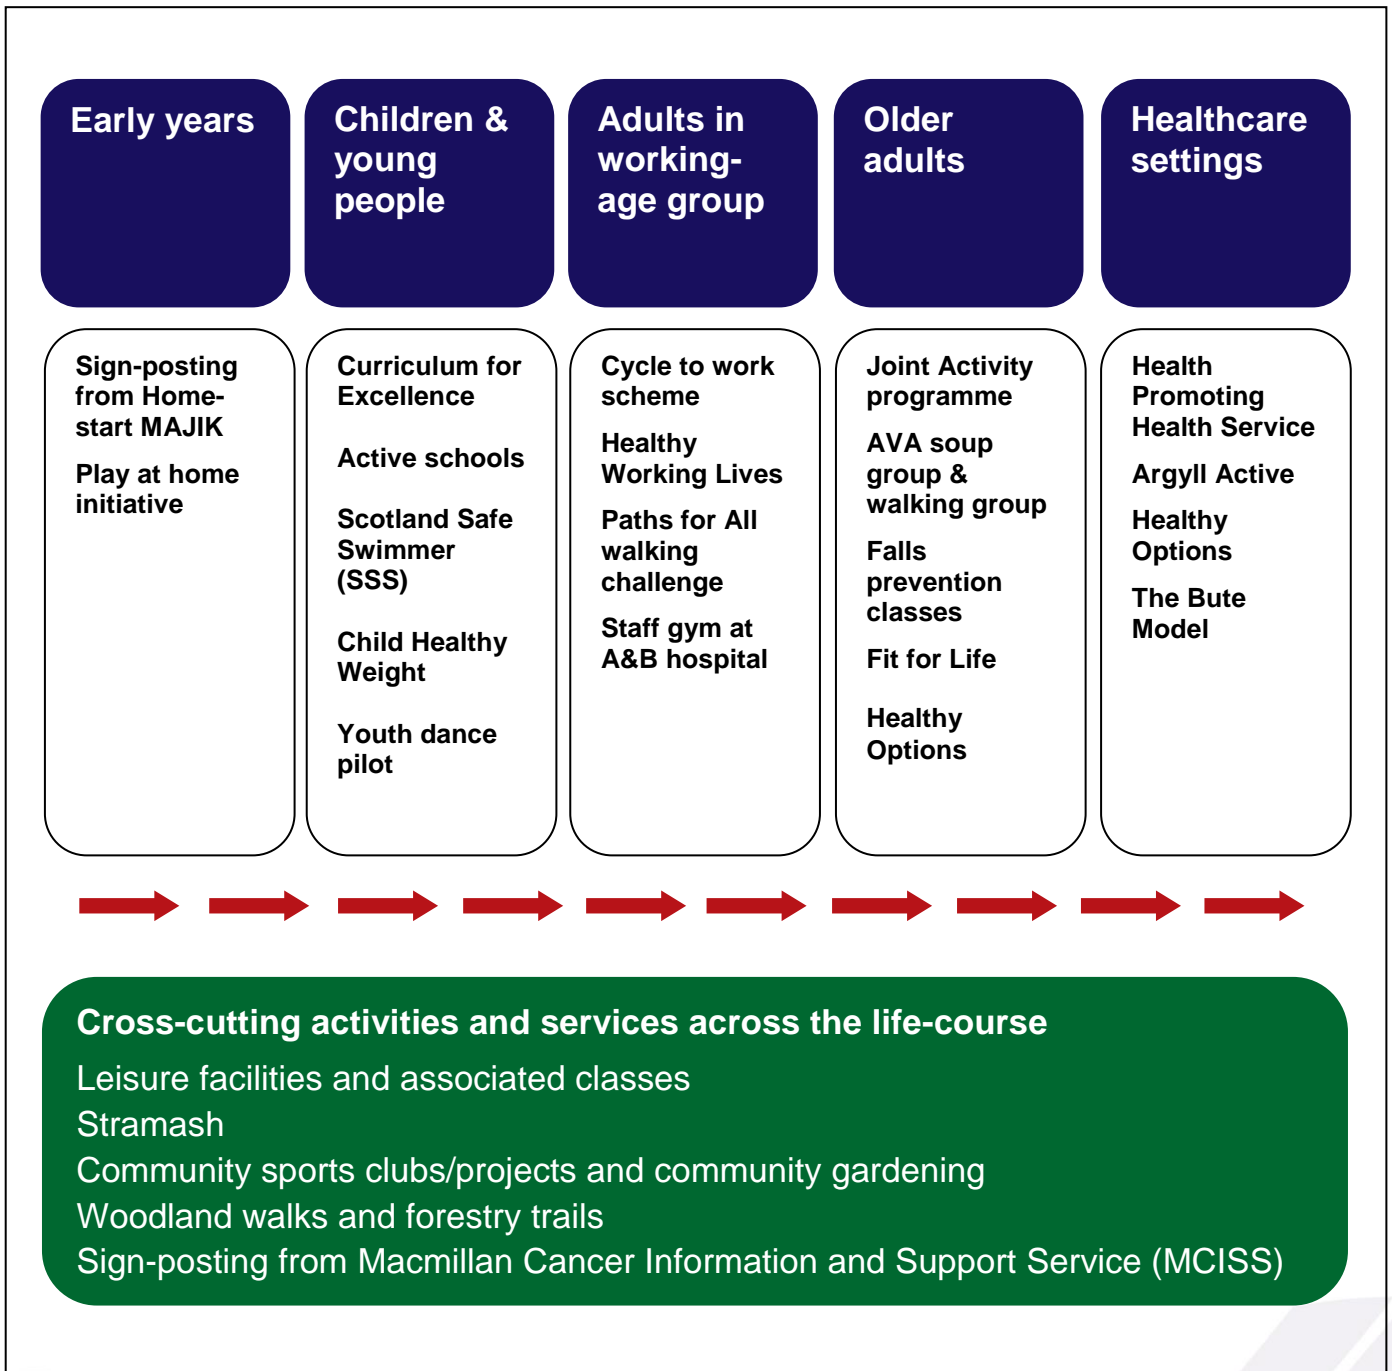 Early years
Children &
young
people
Adults in
working-
age group
Older
adults
Healthcare
settings
Sign-posting
from Home-
start MAJIK
Play at home
initiative
Curriculum for
Excellence
Active schools
Scotland Safe
Swimmer
(SSS)
Child Healthy
Weight
Youth dance
pilot
Cycle to work
scheme
Healthy
Working Lives
Paths for All
walking
challenge
Staff gym at
A&B hospital
Joint Activity
programme
AVA soup
group &
walking group
Falls
prevention
classes
Fit for Life
Healthy
Options
Health
Promoting
Health Service
Argyll Active
Healthy
Options
The Bute
Model
Cross-cutting activities and services across the life-course
Leisure facilities and associated classes
Stramash
Community sports clubs/projects and community gardening
Woodland walks and forestry trails
Sign-posting from Macmillan Cancer Information and Support Service (MCISS)